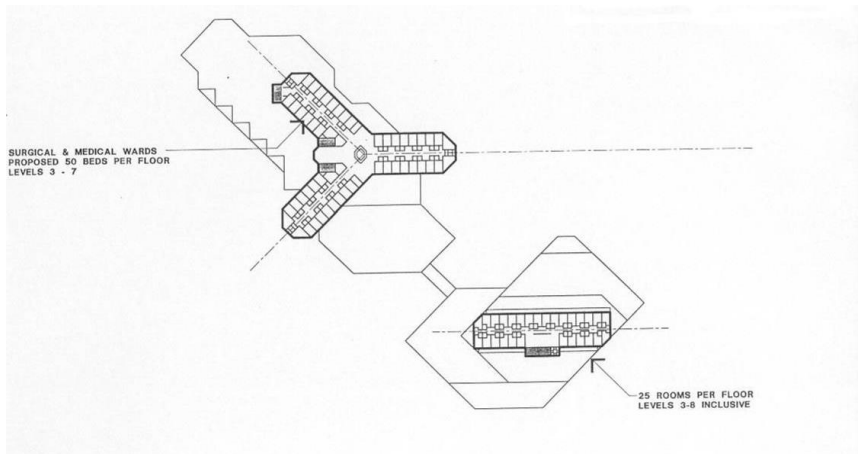 SURGICAL & MEDICAL WARDS
PROPOSED 50 BEDS PER FLOOR
LEVELS 3 - 7
25 ROOMS PER FLOOR
LEVELS 3-8 INCLUSIVE